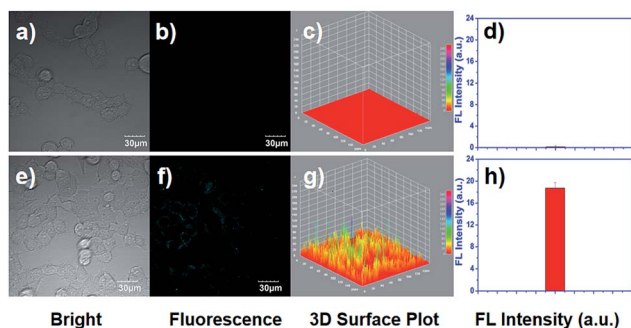 a)
b)
c)
d)
24
20
16
12
8
4
0
FL Intensity (a.u.)
30μm
30μm
e)
f)
g)
h)
24
20
16
12
8
4
0
FL Intensity (a.u.)
30μm
30μm
Bright
Fluorescence
3D Surface Plot
FL Intensity (a.u.)